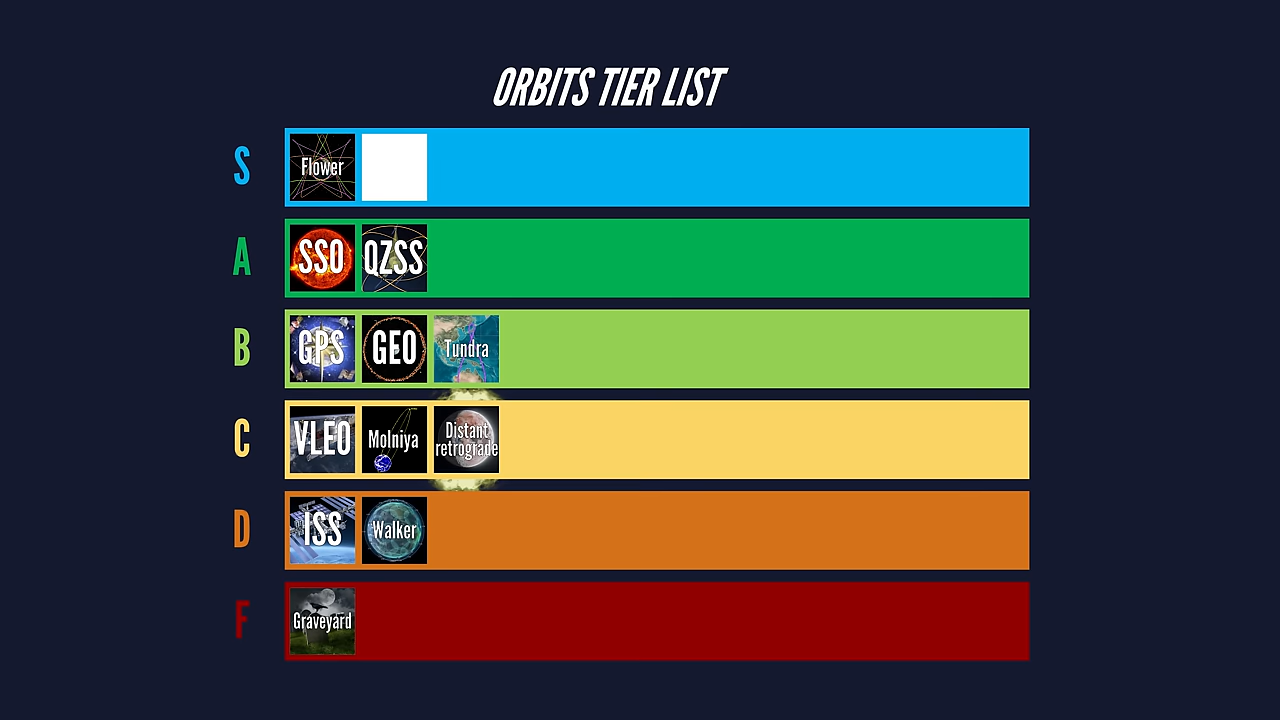 ORBITS TIER LIST
S
Flower
A
SSO
QZSS
B
GPS
GEO
Tundra
C
VLEO
Molniya
Distant
retrograde
D
ISS
Walker
F
Graveyard